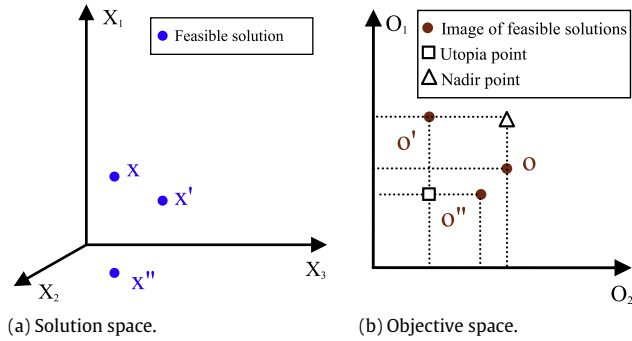 X1
Feasible solution
x
x'
x''
X2
X3
(a) Solution space.
O1
Image of feasible solutions
Utopia point
Nadir point
o'
o
o''
O2
(b) Objective space.